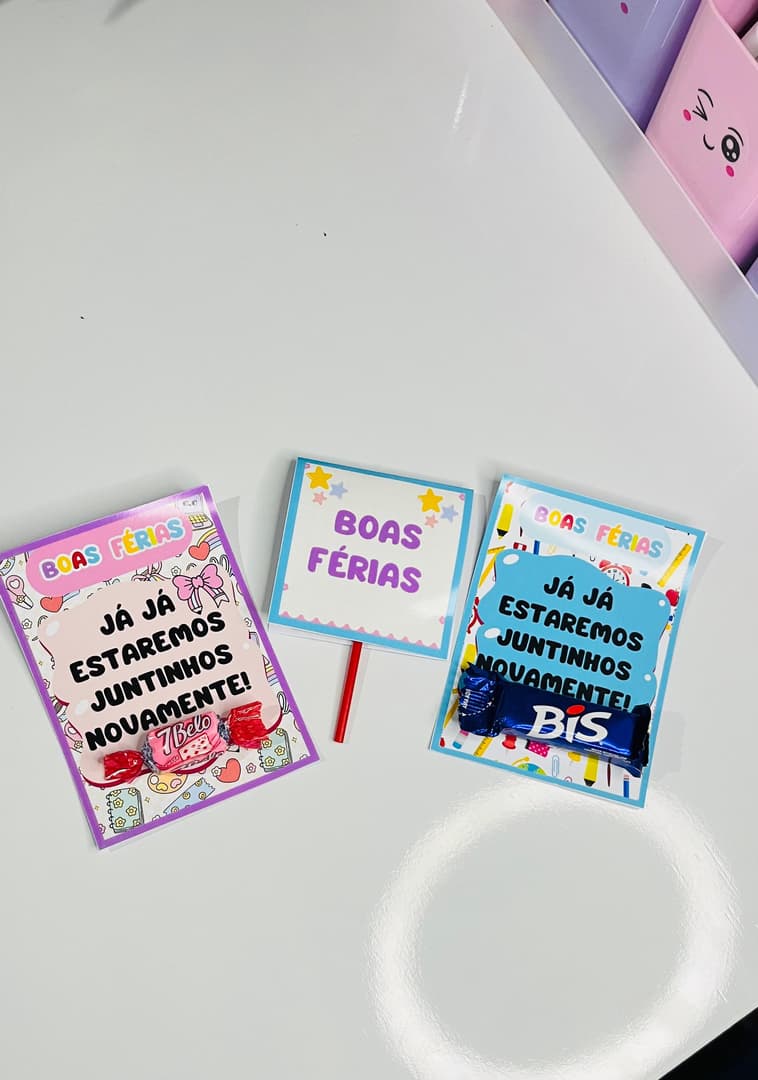 BOAS FÉRIAS
JÁ JÁ
ESTAREMOS
JUNTINHOS
NOVAMENTE!
7Belo
BOAS
FÉRIAS
BOAS FÉRIAS
JÁ JÁ
ESTAREMOS
JUNTINHOS
NOVAMENTE!
BIS